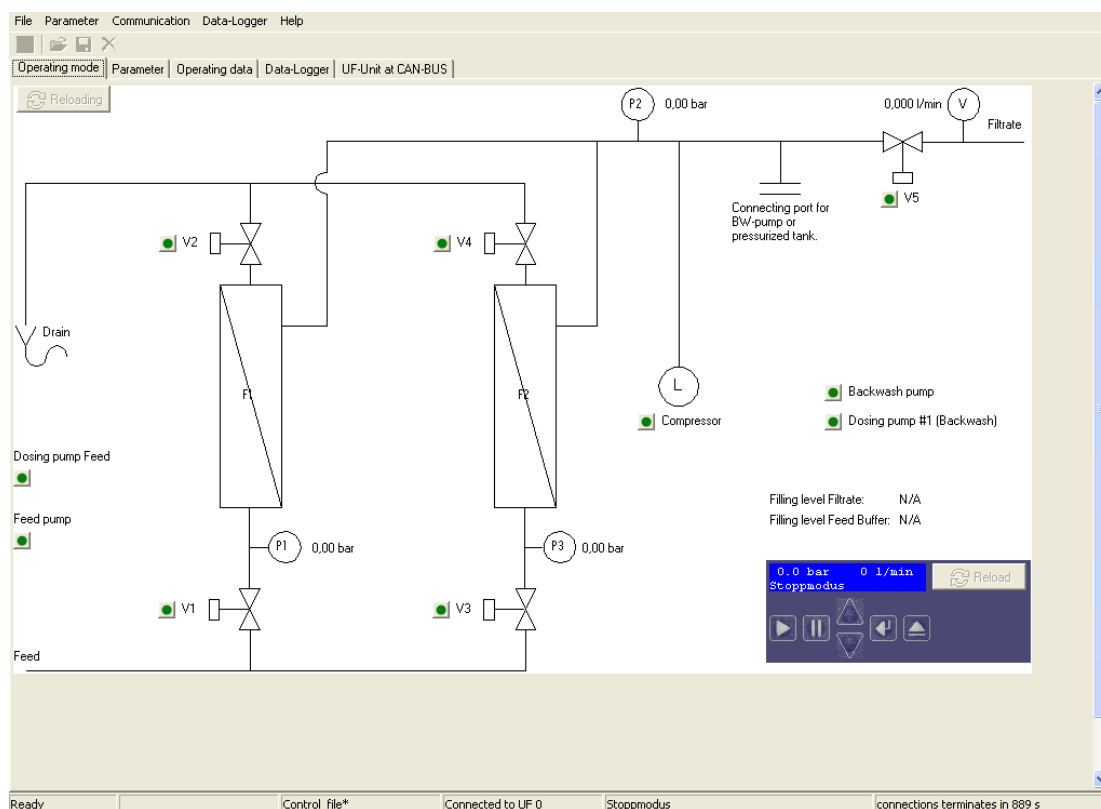 File Parameter Communication Data-Logger Help
Operating mode Parameter Operating data Data-Logger UF-Unit at CAN-BUS
Reloading
P2 0,00 bar 0,000 l/min V
Filtrate
V5
Connecting port for
BW-pump or
pressurized tank.
V2 V4
Drain
F1 F2
L
Compressor
Backwash pump
Dosing pump #1 (Backwash)
Dosing pump Feed
Feed pump
Filling level Filtrate: N/A
Filling level Feed Buffer: N/A
P1 0,00 bar P3 0,00 bar
0.0 bar 0 l/min
Stoppmodus
Reload
V1 V3
Feed
Ready Control_file* Connected to UF 0 Stoppmodus connections terminates in 889 s